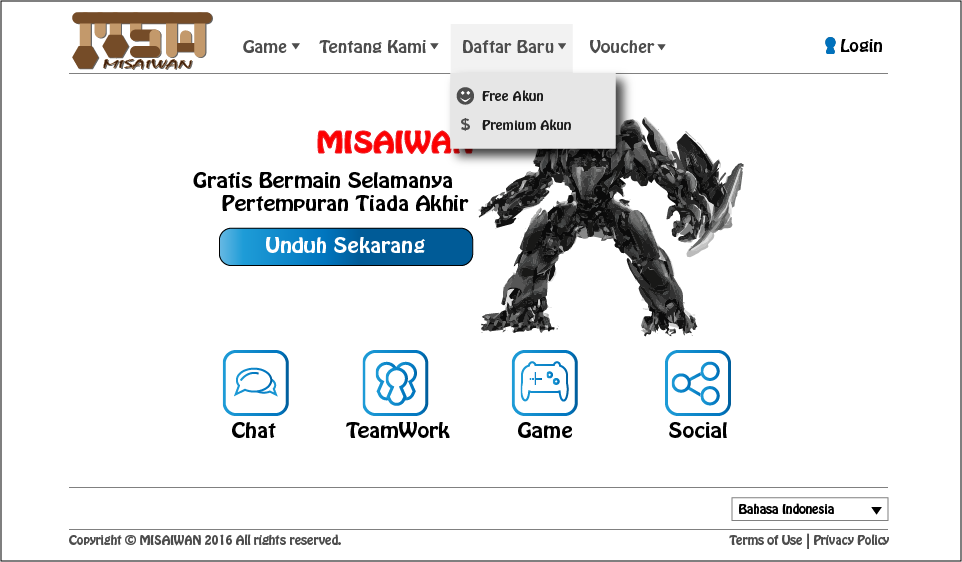 MSW
MISAIWAN
Game
Tentang Kami
Daftar Baru
Voucher
Login
Free Akun
$ Premium Akun
MISAIWAN
Gratis Bermain Selamanya
Pertempuran Tiada Akhir
Unduh Sekarang
Chat
TeamWork
Game
Social
Bahasa Indonesia
Copyright © MISAIWAN 2016 All rights reserved.
Terms of Use | Privacy Policy